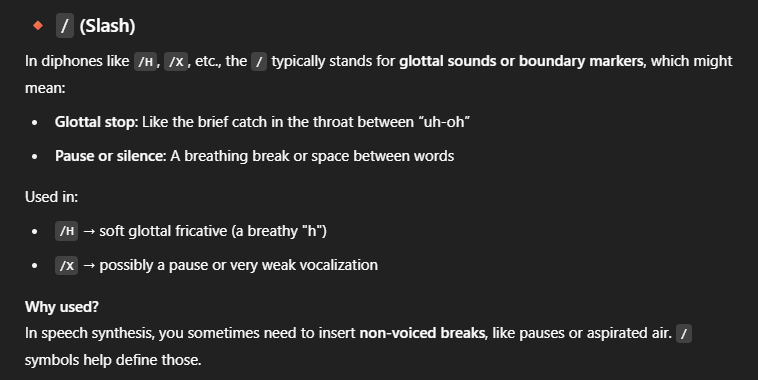 / (Slash)
In diphones like /H, /X, etc., the / typically stands for glottal sounds or boundary markers, which might
mean:
• Glottal stop: Like the brief catch in the throat between “uh-oh”
• Pause or silence: A breathing break or space between words
Used in:
• /H → soft glottal fricative (a breathy "h")
• /X → possibly a pause or very weak vocalization
Why used?
In speech synthesis, you sometimes need to insert non-voiced breaks, like pauses or aspirated air. /
symbols help define those.